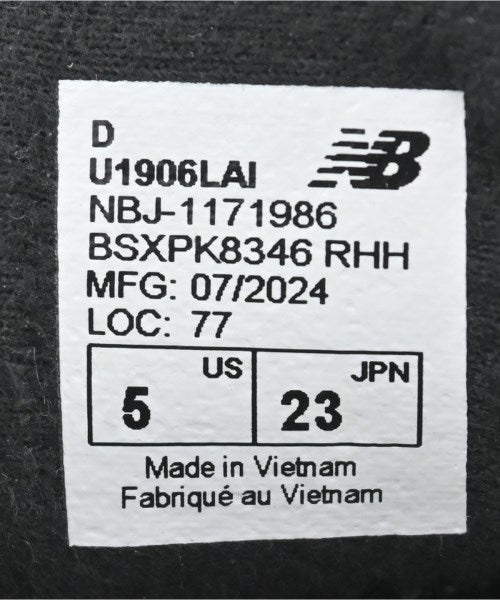 D
NB
U1906LAI
NBJ-1171986
BSXPK8346 RHH
MFG: 07/2024
LOC: 77
US JPN
5 23
Made in Vietnam
Fabriqué au Vietnam